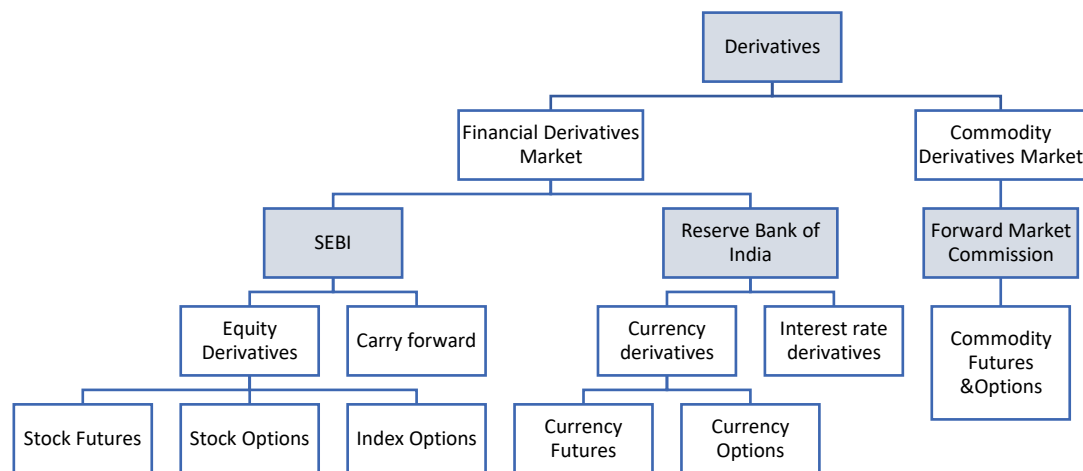 Derivatives
Financial Derivatives
Market
Commodity
Derivatives Market
SEBI
Reserve Bank of
India
Forward Market
Commission
Equity
Derivatives
Carry forward
Currency
derivatives
Interest rate
derivatives
Commodity
Futures
&Options
Stock Futures
Stock Options
Index Options
Currency
Futures
Currency
Options